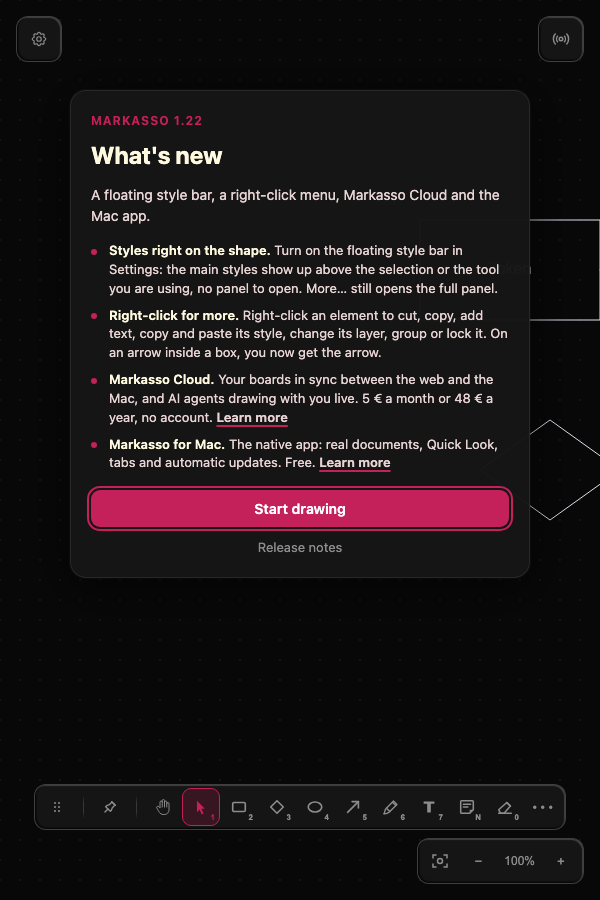 MARKASSO 1.22
What's new
A floating style bar, a right-click menu, Markasso Cloud and the
Mac app.
Styles right on the shape. Turn on the floating style bar in
Settings: the main styles show up above the selection or the tool
you are using, no panel to open. More… still opens the full panel.
Right-click for more. Right-click an element to cut, copy, add
text, copy and paste its style, change its layer, group or lock it. On
an arrow inside a box, you now get the arrow.
Markasso Cloud. Your boards in sync between the web and the
Mac, and AI agents drawing with you live. 5 € a month or 48 € a
year, no account. Learn more
Markasso for Mac. The native app: real documents, Quick Look,
tabs and automatic updates. Free. Learn more
Start drawing
Release notes
1 2 3 4 5 6 T 7 N 0
100%